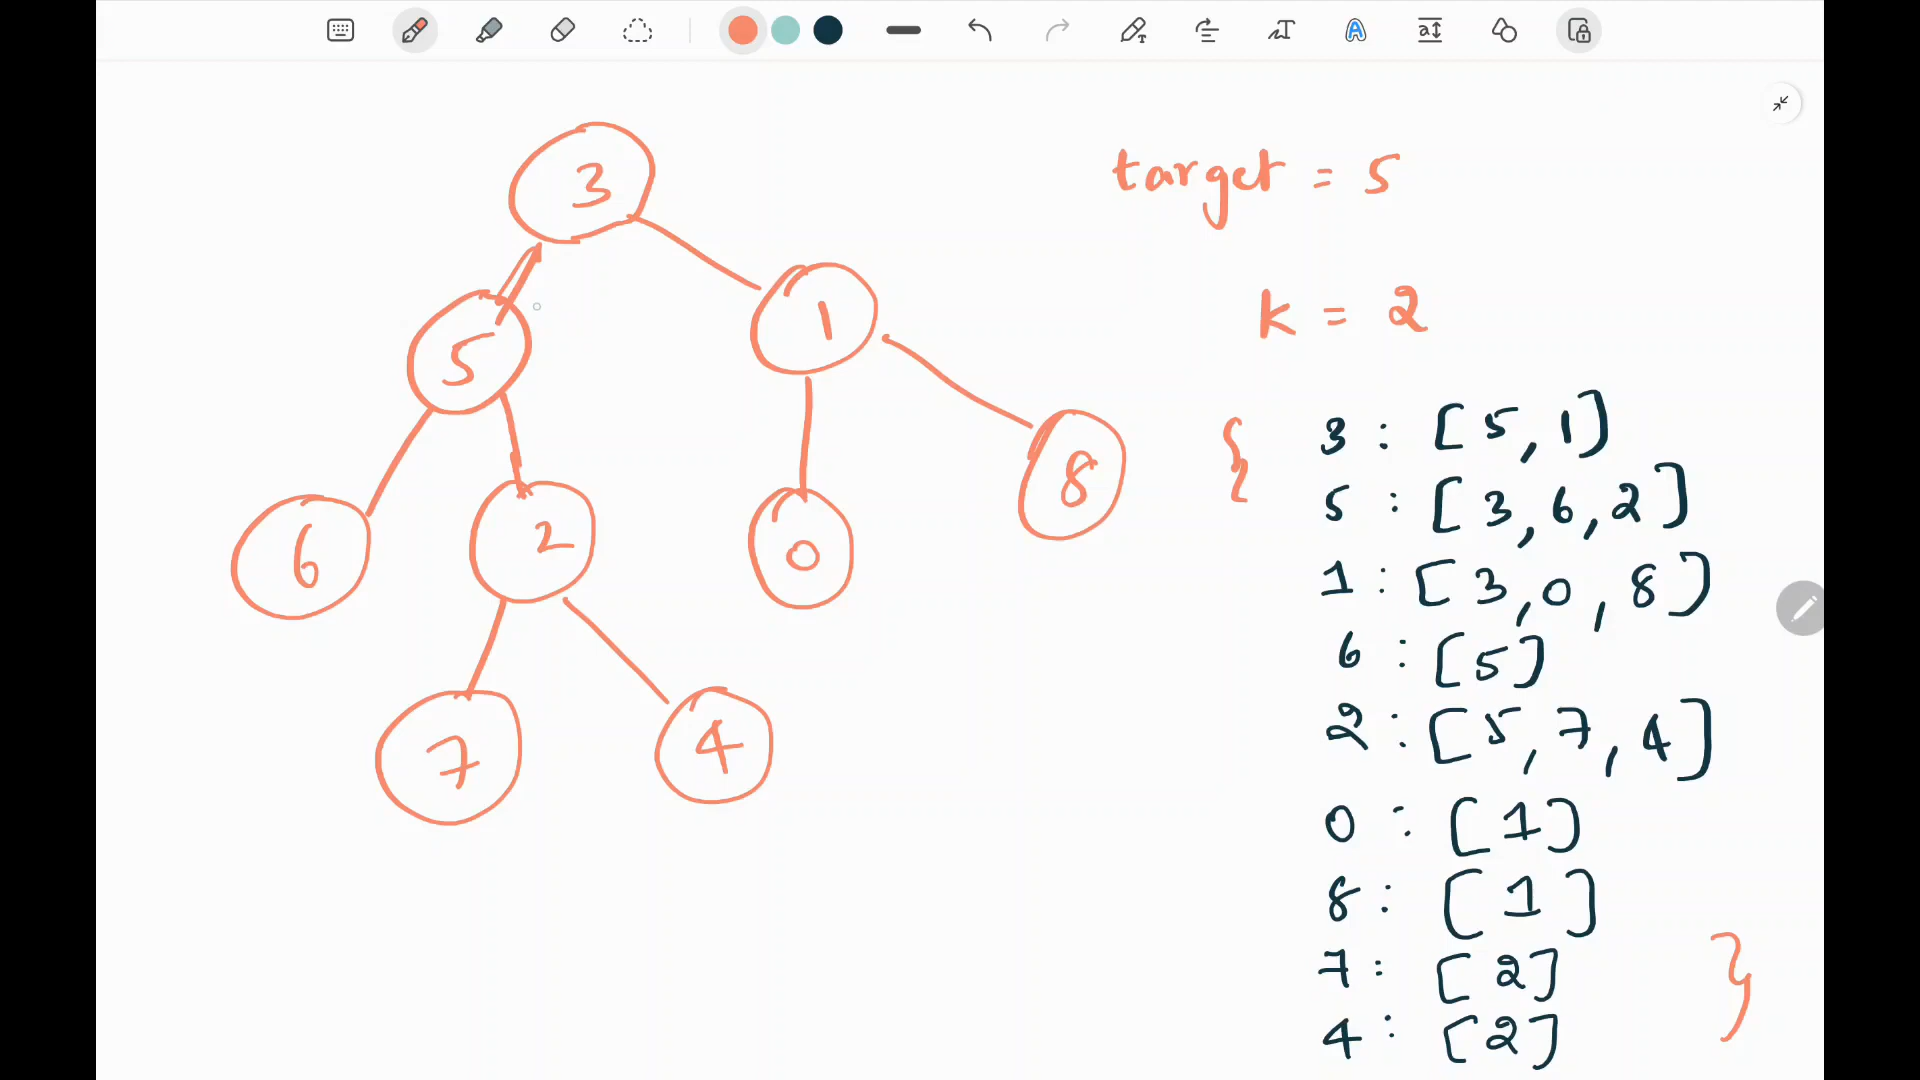 3
target = 5
1
k = 2
5
{ 3 : [ 5 , 1 ]
8
5 : [ 3 , 6 , 2 ]
6
2
0
1 : [ 3 , 0 , 8 ]
6 : [ 5 ]
7
4
2 : [ 5 , 7 , 4 ]
0 : [ 1 ]
8 : [ 1 ]
7 : [ 2 ] }
4 : [ 2 ]